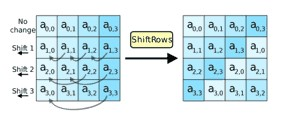 No change a0,0 a0,1 a0,2 a0,3 a0,0 a0,1 a0,2 a0,3
ShiftRows
Shift 1 a1,0 a1,1 a1,2 a1,3 a1,1 a1,2 a1,3 a1,0
Shift 2 a2,0 a2,1 a2,2 a2,3 a2,2 a2,3 a2,0 a2,1
Shift 3 a3,0 a3,1 a3,2 a3,3 a3,3 a3,0 a3,1 a3,2